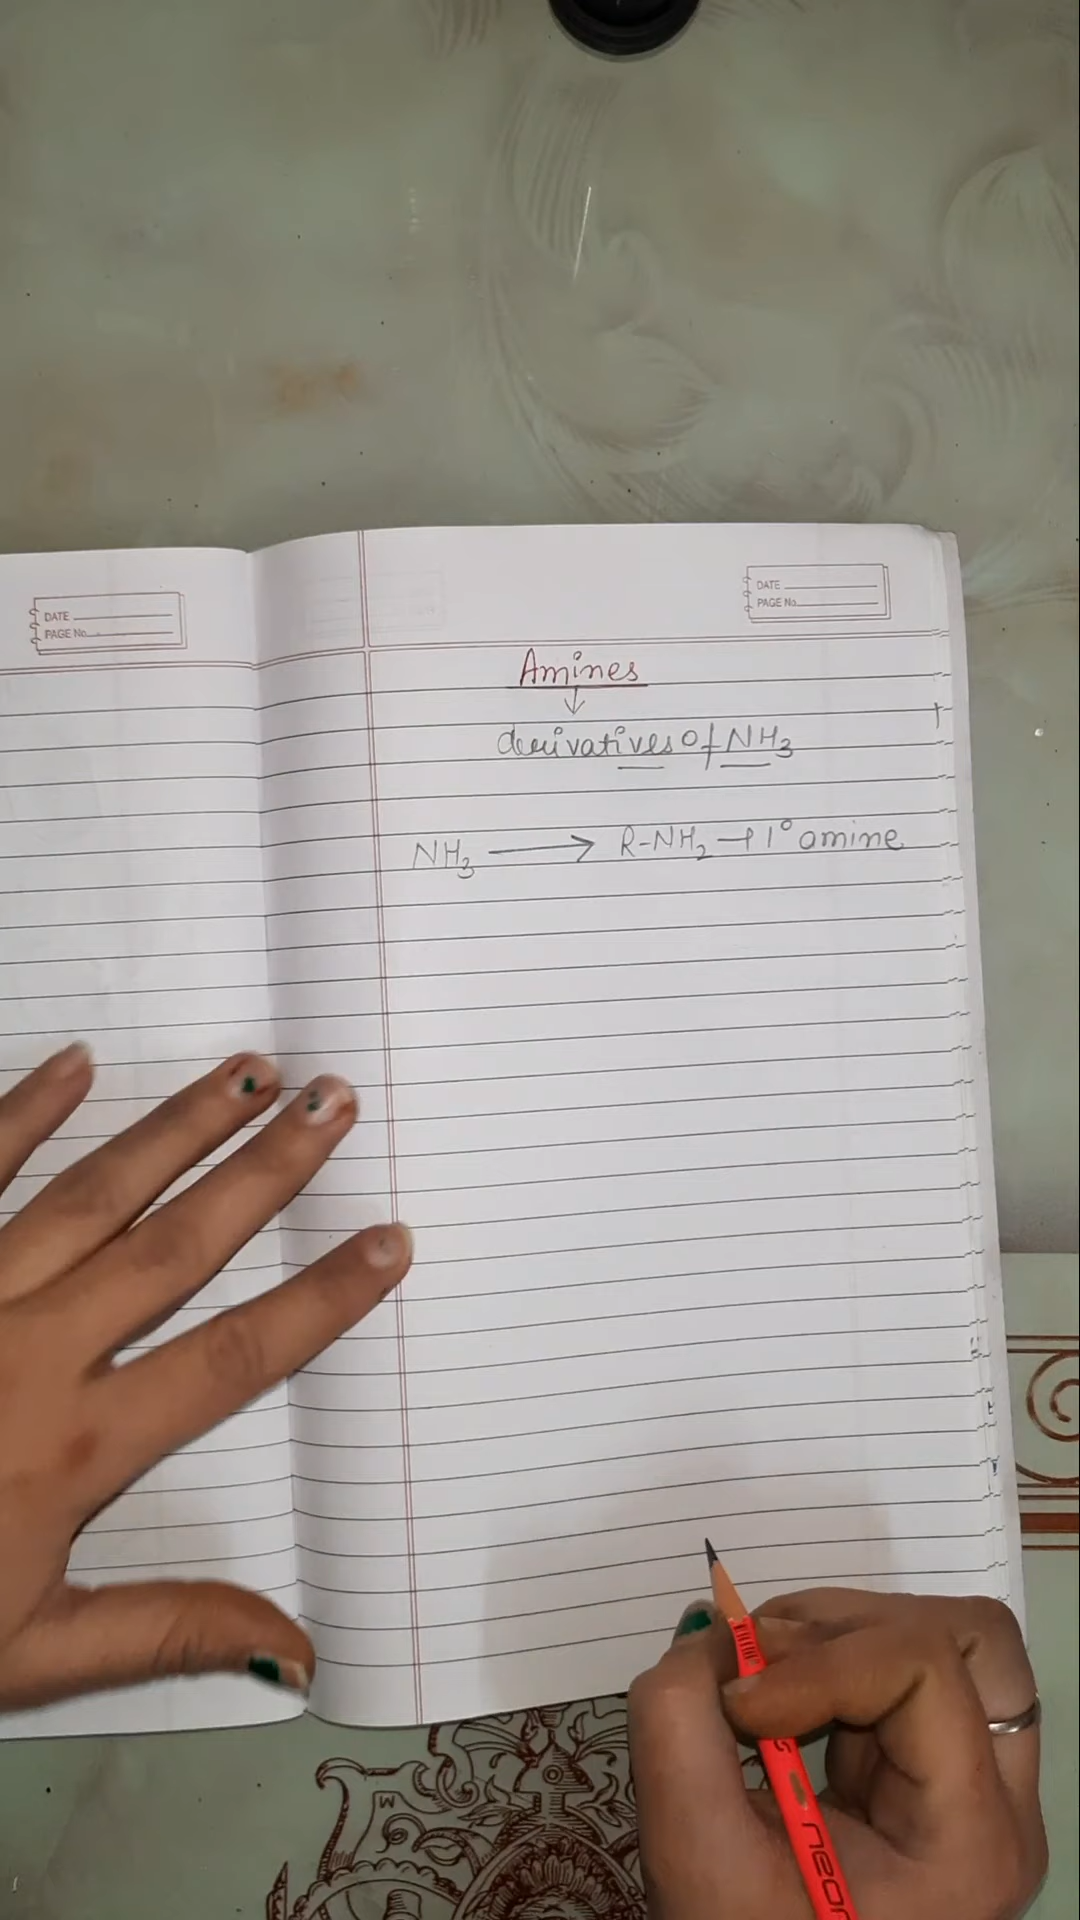 DATE
PAGE No.
DATE
PAGE No.
Amines
↓
derivatives of NH₃
NH₃ ⟶ R-NH₂ → 1° amine
neon
M